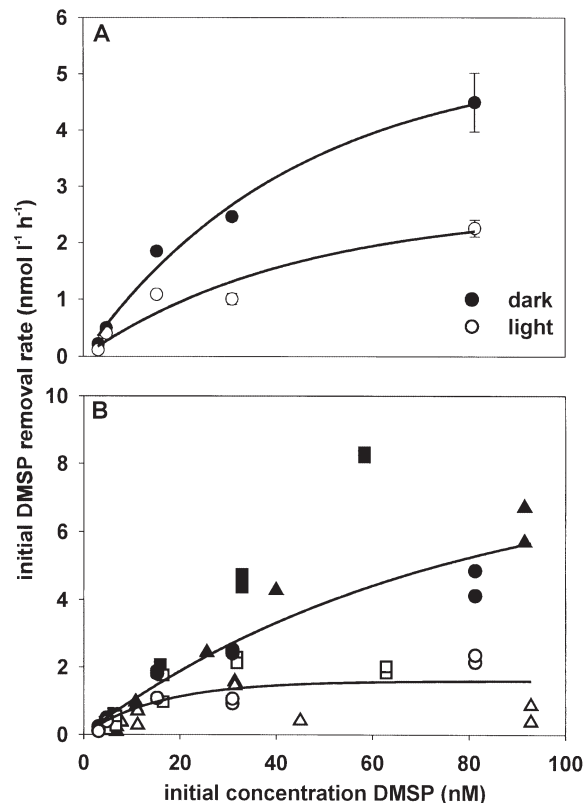 A
6
5
4
3
2
1
0
dark
light
B
10
8
6
4
2
0
0 20 40 60 80 100
initial DMSP removal rate (nmol l⁻¹ h⁻¹)
initial concentration DMSP (nM)